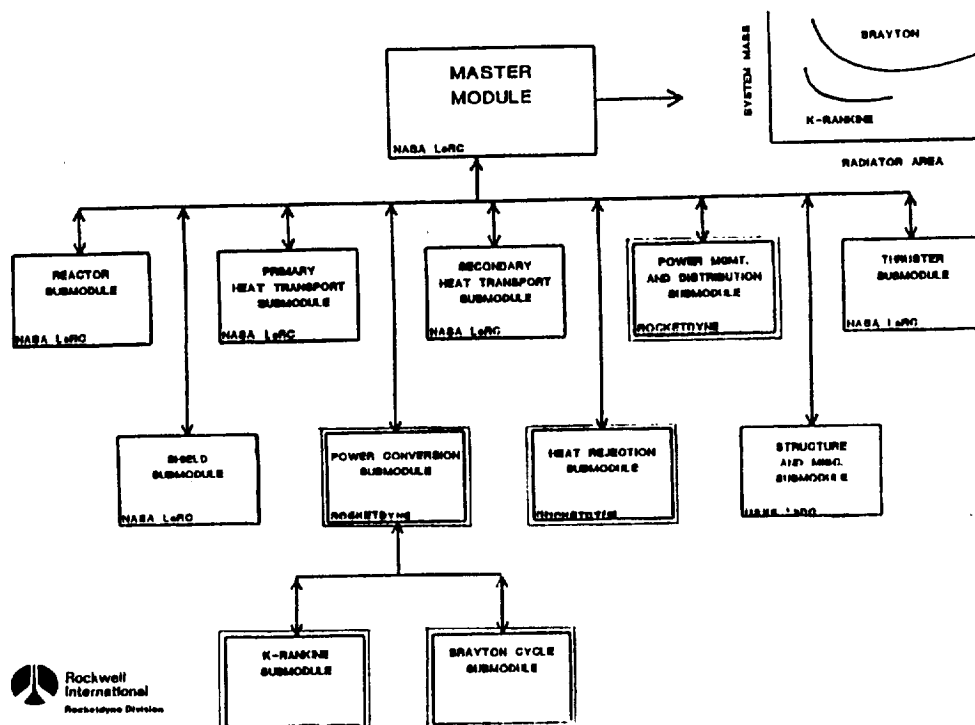 MASTER
MODULE
NASA LeRC
SYSTEM MASS
BRAYTON
K-RANKINE
RADIATOR AREA
REACTOR
SUBMODULE
NASA LeRC
PRIMARY
HEAT TRANSPORT
SUBMODULE
NASA LeRC
SECONDARY
HEAT TRANSPORT
SUBMODULE
NASA LeRC
POWER MGMT.
AND DISTRIBUTION
SUBMODULE
ROCKETDYNE
THRUSTER
SUBMODULE
NASA LeRC
SHIELD
SUBMODULE
NASA LeRC
POWER CONVERSION
SUBMODULE
ROCKETDYNE
HEAT REJECTION
SUBMODULE
ROCKETDYNE
STRUCTURE
AND MISC.
SUBMODULE
NASA LeRC
K-RANKINE
SUBMODULE
BRAYTON CYCLE
SUBMODULE
Rockwell
International
Rocketdyne Division